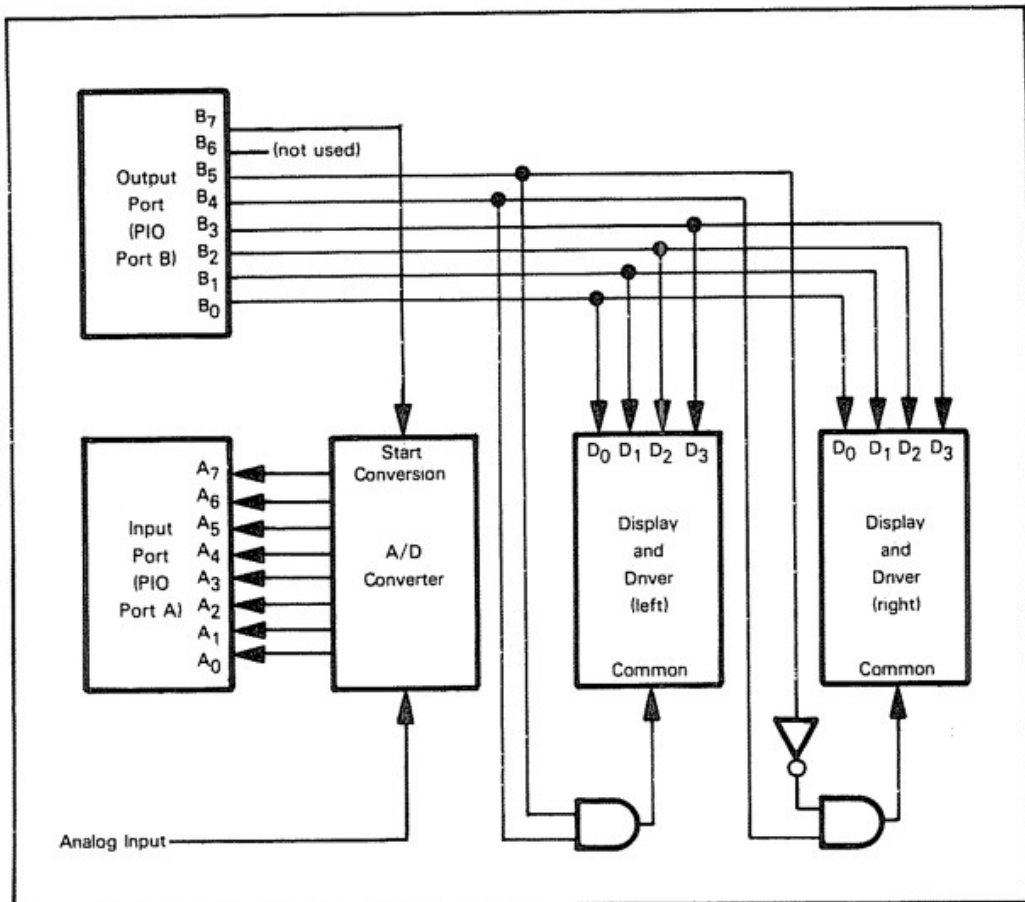 B7
B6
(not used)
B5
B4
B3
B2
B1
B0
Output
Port
(PIO
Port B)
A7
A6
A5
A4
A3
A2
A1
A0
Input
Port
(PIO
Port A)
Start
Conversion
A/D
Converter
D0 D1 D2 D3
Display
and
Driver
(left)
Common
D0 D1 D2 D3
Display
and
Driver
(right)
Common
Analog Input